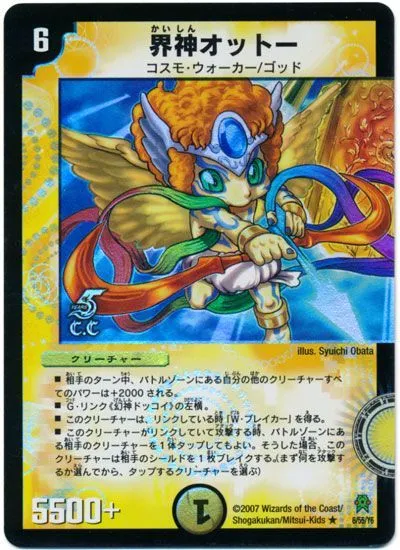 6
かいしん
界神オットー
コスモ・ウォーカー/ゴッド
5
C.C
illus. Syuichi Obata
クリーチャー
■ 相手のターン中、バトルゾーンにある自分の他のクリーチャーすべ
てのパワーは+2000される。
■ G・リンク《幻神ドッコイ》の左横。
■ このクリーチャーは、リンクしている時「W・ブレイカー」を得る。
■ このクリーチャーがリンクしていて攻撃する時、バトルゾーンに
ある相手のクリーチャーを1体タップしてもよい。そうした場合、この
クリーチャーは相手のシールドを1枚ブレイクする。(まず何を攻撃す
るか選んでから、タップするクリーチャーを選ぶ)
5500+
1
©2007 Wizards of the Coast/
Shogakukan/Mitsui-Kids ★
6/55/Y6